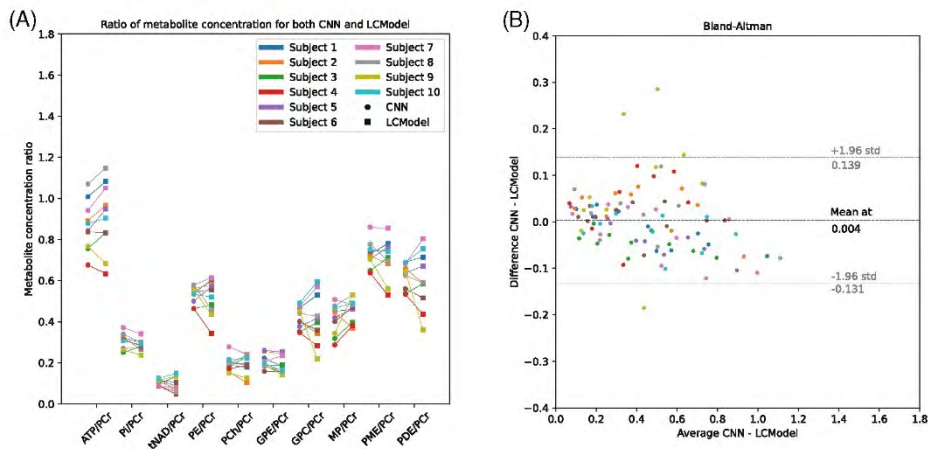 (A)
Ratio of metabolite concentration for both CNN and LCModel
Metabolite concentration ratio
1.8
1.6
1.4
1.2
1.0
0.8
0.6
0.4
0.2
0.0
Subject 1
Subject 2
Subject 3
Subject 4
Subject 5
Subject 6
Subject 7
Subject 8
Subject 9
Subject 10
CNN
LCModel
ATP/PCr
Pi/PCr
tNAD/PCr
PE/PCr
PCh/PCr
GPE/PCr
GPC/PCr
MP/PCr
PME/PCr
PDE/PCr
(B)
Bland-Altman
Difference CNN - LCModel
0.4
0.3
0.2
0.1
0.0
-0.1
-0.2
-0.3
-0.4
+1.96 std
0.139
Mean at
0.004
-1.96 std
-0.131
0.0
0.2
0.4
0.6
0.8
1.0
1.2
1.4
1.6
1.8
Average CNN - LCModel